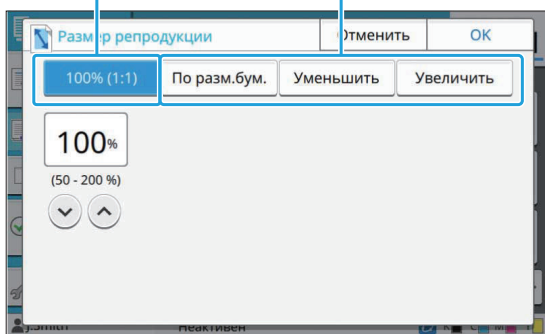 Размер репродукции
Отменить
OK
100% (1:1)
По разм.бум.
Уменьшить
Увеличить
100%
(50 - 200 %)
J.Smith
Неактивен
K C M